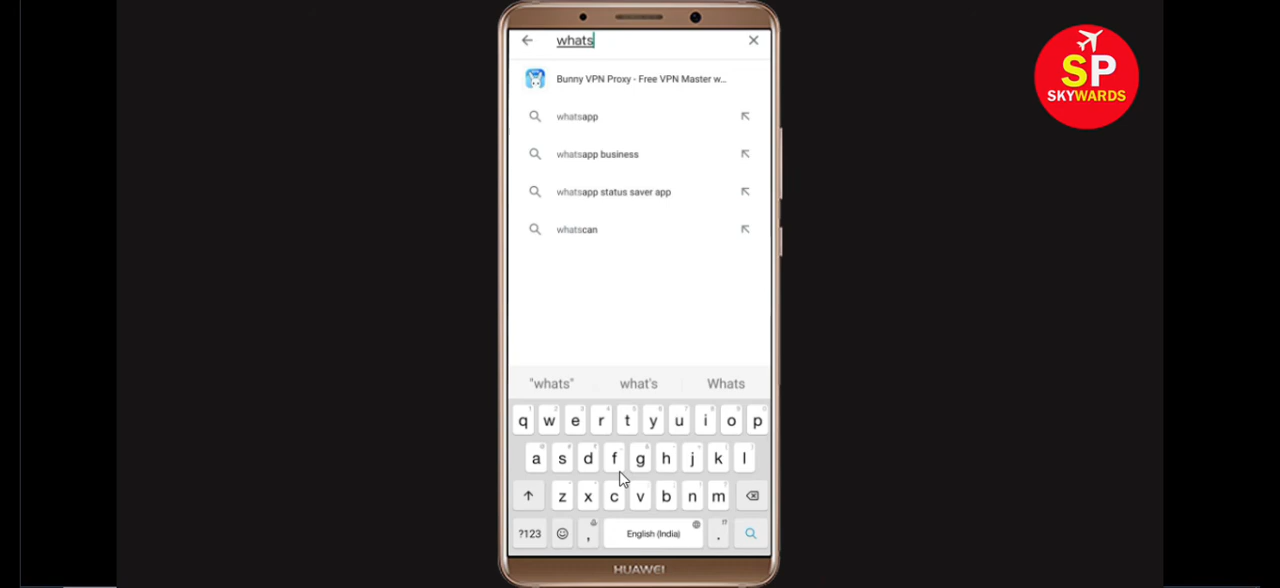 whats
Bunny VPN Proxy - Free VPN Master w...
whatsapp
whatsapp business
whatsapp status saver app
whatscan
"whats" what's Whats
q w e r t y u i o p
a s d f g h j k l
z x c v b n m
?123 , English (India) .
HUAWEI
SP
SKYWARDS